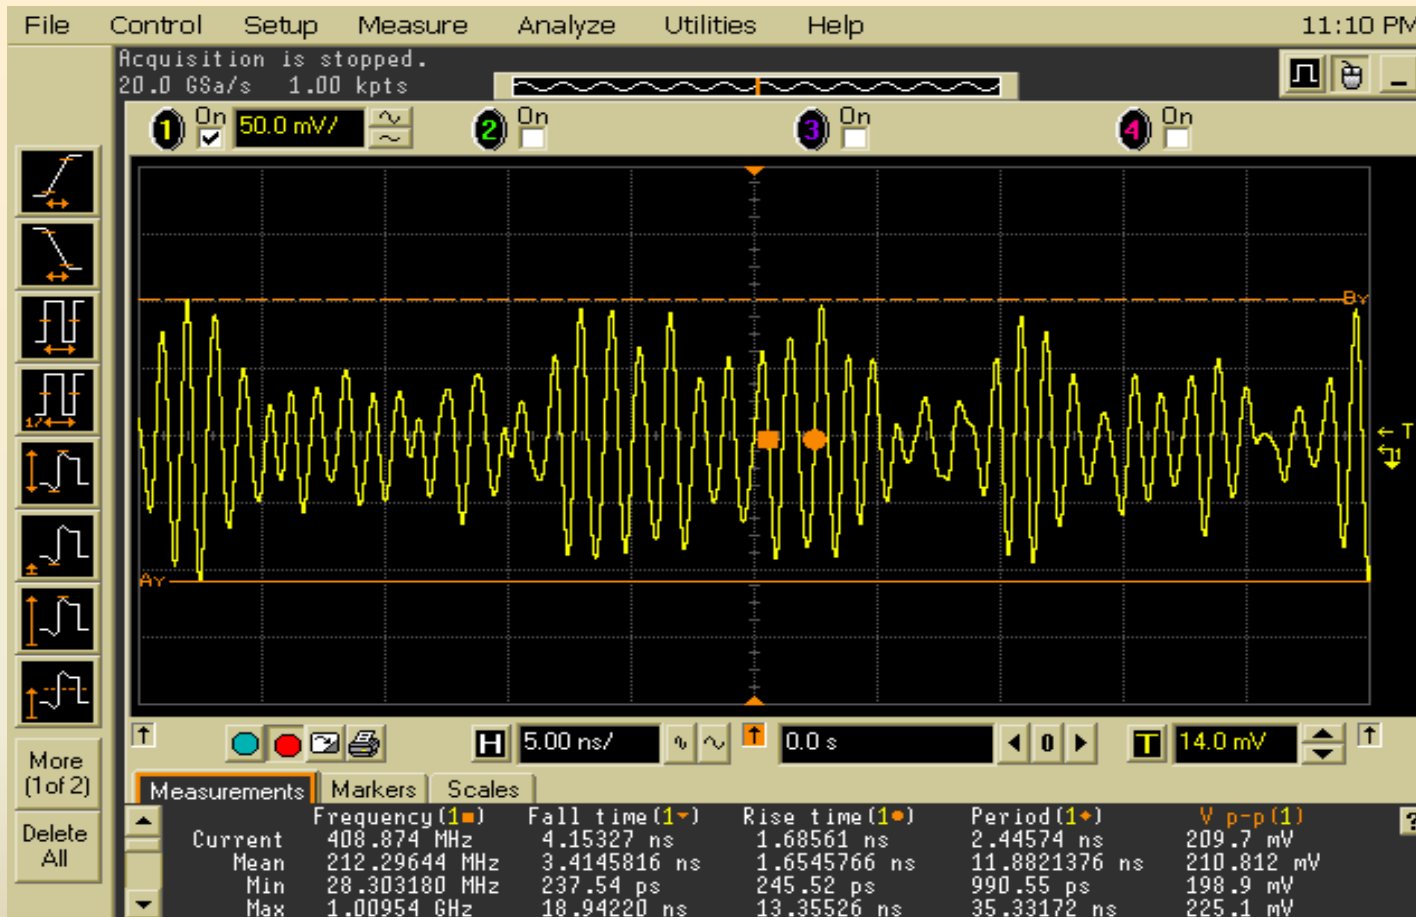 File Control Setup Measure Analyze Utilities Help 11:10 PM
Acquisition is stopped.
20.0 GSa/s 1.00 kpts
1 On 50.0 mV/ 2 On 3 On 4 On
By
T
1
Ay
H 5.00 ns/ 0.0 s 0 T 14.0 mV
More
(1of 2)
Delete
All
Measurements Markers Scales
Frequency(1■) Fall time(1▾) Rise time(1●) Period(1◆) V p-p(1)
Current 408.874 MHz 4.15327 ns 1.68561 ns 2.44574 ns 209.7 mV
Mean 212.29644 MHz 3.4145816 ns 1.6545766 ns 11.8821376 ns 210.812 mV
Min 28.303180 MHz 237.54 ps 245.52 ps 990.55 ps 198.9 mV
Max 1.00954 GHz 18.94220 ns 13.35526 ns 35.33172 ns 225.1 mV
1/4
?